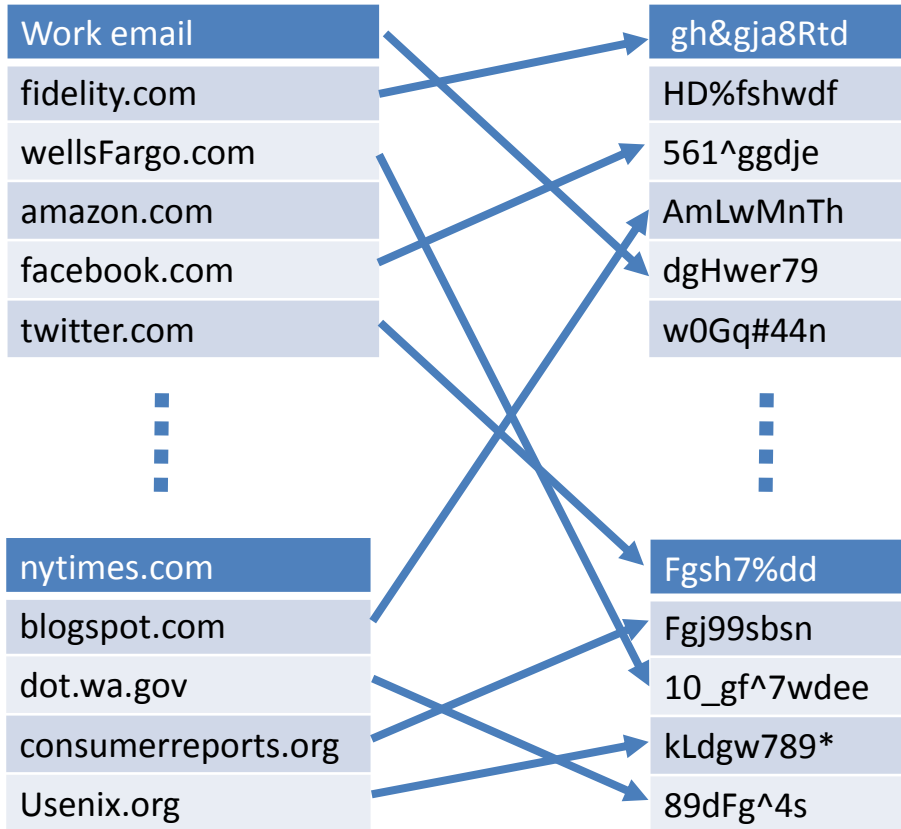 Work email
fidelity.com
wellsFargo.com
amazon.com
facebook.com
twitter.com
nytimes.com
blogspot.com
dot.wa.gov
consumerreports.org
Usenix.org
gh&gja8Rtd
HD%fshwdf
561^ggdje
AmLwMnTh
dgHwer79
w0Gq#44n
Fgsh7%dd
Fgj99sbsn
10_gf^7wdee
kLdgw789*
89dFg^4s